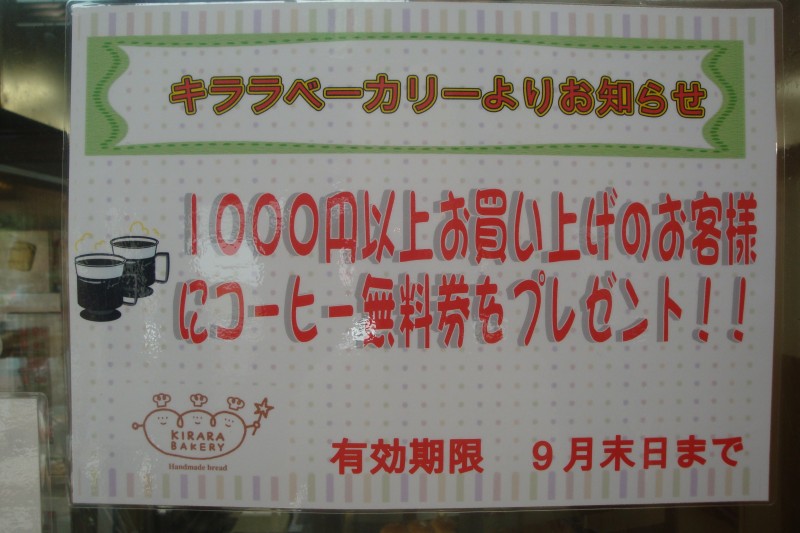 キララベーカリーよりお知らせ
1000円以上お買い上げのお客様
にコーヒー無料券をプレゼント!!
KIRARA
BAKERY
Handmade bread
有効期限 9月末日まで